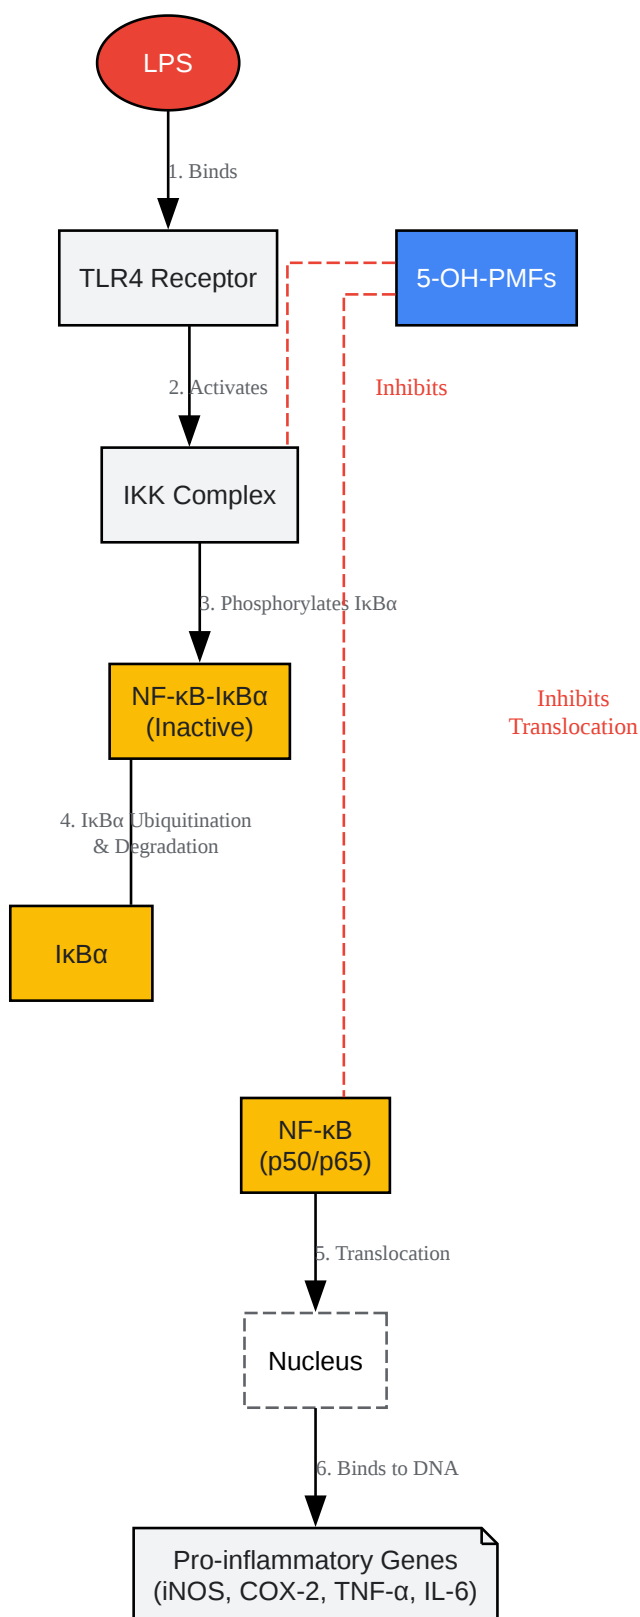 LPS
1. Binds
TLR4 Receptor
5-OH-PMFs
2. Activates
Inhibits
IKK Complex
3. Phosphorylates IκBα
NF-κB-IκBα
(Inactive)
Inhibits
Translocation
4. IκBα Ubiquitination
& Degradation
IκBα
NF-κB
(p50/p65)
5. Translocation
Nucleus
6. Binds to DNA
Pro-inflammatory Genes
(iNOS, COX-2, TNF-α, IL-6)